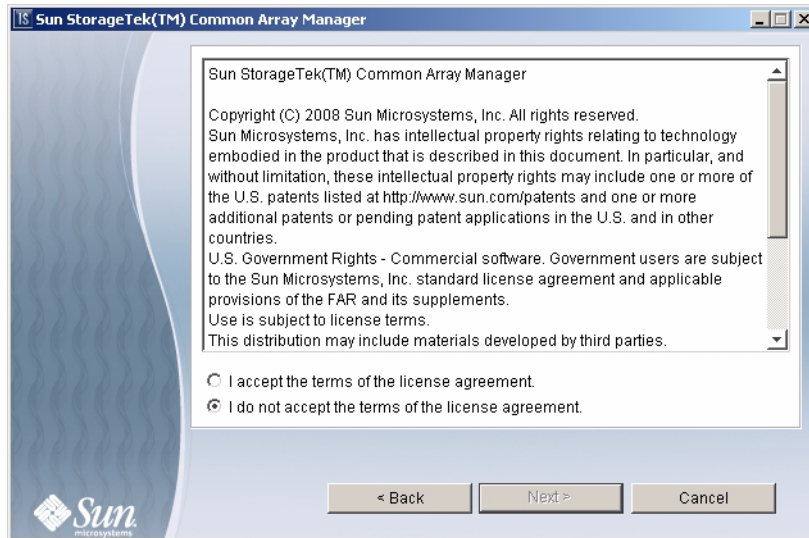 Sun StorageTek(TM) Common Array Manager
Sun StorageTek(TM) Common Array Manager
Copyright (C) 2008 Sun Microsystems, Inc. All rights reserved.
Sun Microsystems, Inc. has intellectual property rights relating to technology
embodied in the product that is described in this document. In particular, and
without limitation, these intellectual property rights may include one or more of
the U.S. patents listed at http://www.sun.com/patents and one or more
additional patents or pending patent applications in the U.S. and in other
countries.
U.S. Government Rights - Commercial software. Government users are subject
to the Sun Microsystems, Inc. standard license agreement and applicable
provisions of the FAR and its supplements.
Use is subject to license terms.
This distribution may include materials developed by third parties.
I accept the terms of the license agreement.
I do not accept the terms of the license agreement.
< Back
Next >
Cancel
Sun
microsystems